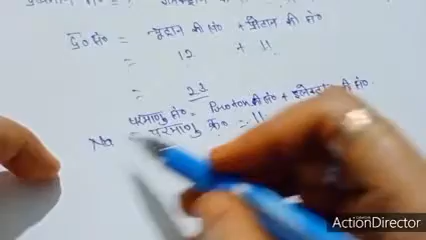 द्र० सं० = न्यूट्रान की सं० + प्रोटान की सं०
= 12 + 11
= 23
परमाणु सं० = Proton की सं० + इलेक्ट्रान की सं०
Na परमाणु क्र० = 11
ActionDirector